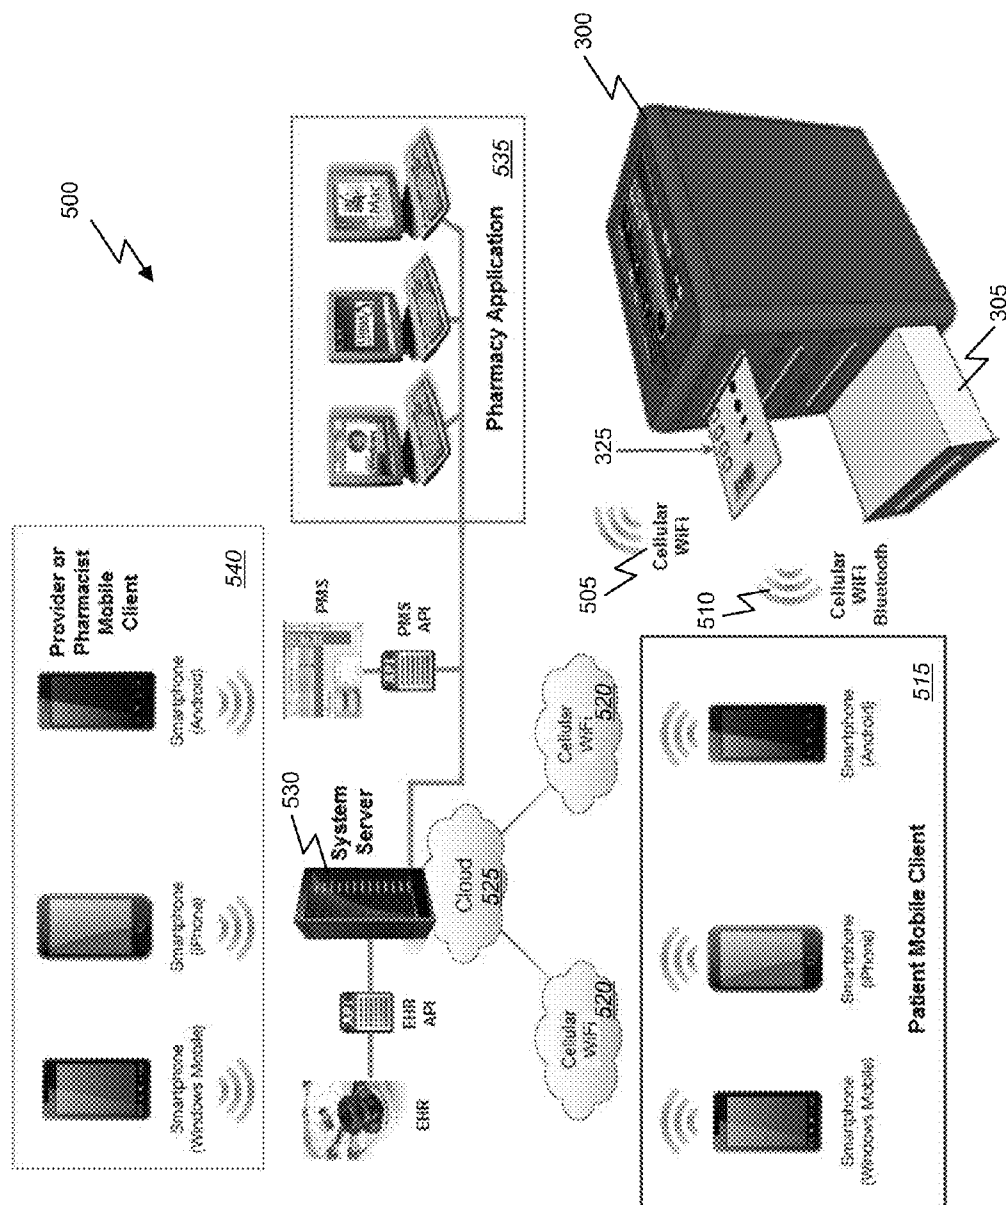 500
Provider or
Pharmacist
Mobile
Client
540
Smartphone
(Windows Mobile)
Smartphone
(iPhone)
Smartphone
(Android)
EHR
EHR
API
530
System
Server
PMS
PMS
API
Pharmacy Application
535
Cloud
525
Cellular
WiFi
520
Cellular
WiFi
520
505
Cellular
WiFi
510
Cellular
WiFi
Bluetooth
325
300
305
Smartphone
(Windows Mobile)
Smartphone
(iPhone)
Smartphone
(Android)
Patient Mobile Client
515